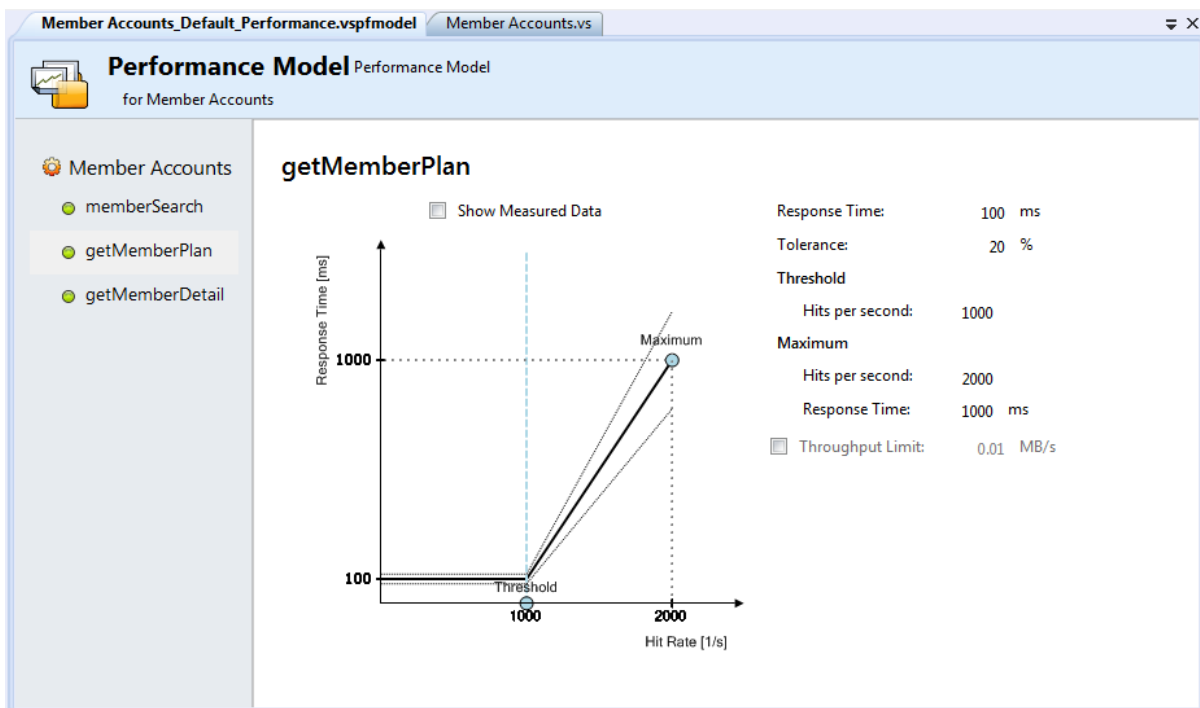 Member Accounts_Default_Performance.vspfmodel
Member Accounts.vs
Performance Model Performance Model
for Member Accounts
Member Accounts
memberSearch
getMemberPlan
getMemberDetail
getMemberPlan
Show Measured Data
Response Time [ms]
1000
100
Maximum
Threshold
1000
2000
Hit Rate [1/s]
Response Time: 100 ms
Tolerance: 20 %
Threshold
Hits per second: 1000
Maximum
Hits per second: 2000
Response Time: 1000 ms
Throughput Limit: 0.01 MB/s